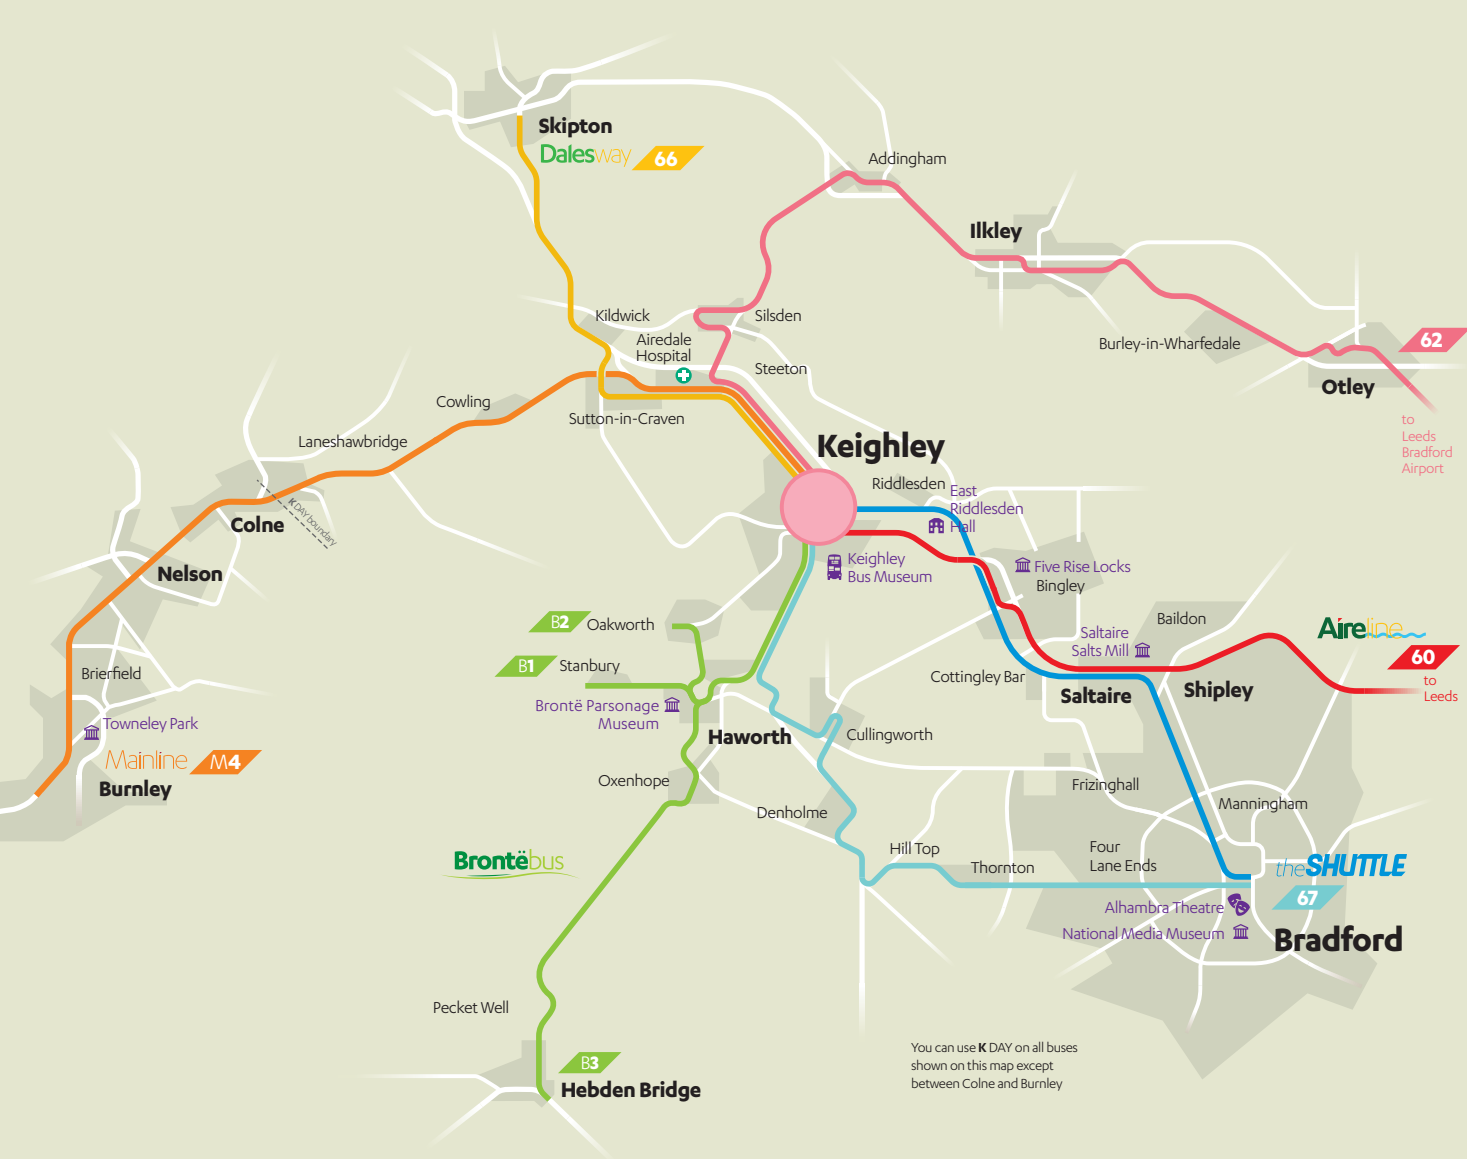 Skipton
Dalesway 66
Addingham
Ilkley
Kildwick
Airedale
Hospital
Silsden
Steeton
Burley-in-Wharfedale
62
Otley
to
Leeds
Bradford
Airport
Cowling
Sutton-in-Craven
Laneshawbridge
Keighley
Riddlesden
East
Riddlesden
Hall
Colne
K DAY boundary
Nelson
Keighley
Bus Museum
Five Rise Locks
Bingley
B2 Oakworth
B1 Stanbury
Saltaire
Salts Mill
Baildon
Aireline
60
to
Leeds
Brierfield
Cottingley Bar
Saltaire
Shipley
Brontë Parsonage
Museum
Towneley Park
Haworth
Cullingworth
Mainline M4
Burnley
Oxenhope
Frizinghall
Manningham
Denholme
Brontëbus
Hill Top
Thornton
Four
Lane Ends
the SHUTTLE
67
Alhambra Theatre
National Media Museum
Bradford
Pecket Well
B3
Hebden Bridge
You can use K DAY on all buses
shown on this map except
between Colne and Burnley